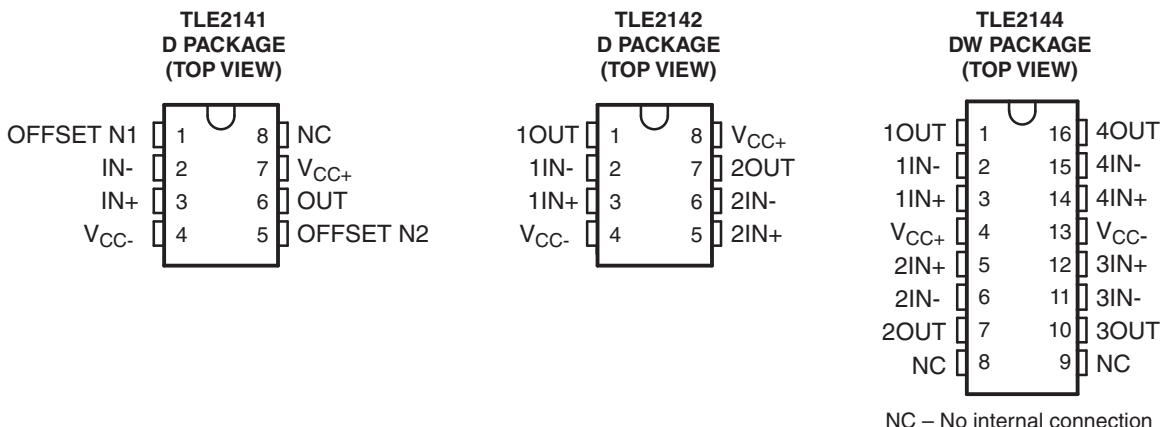 TLE2141
D PACKAGE
(TOP VIEW)
OFFSET N1 1 8 NC
IN- 2 7 VCC+
IN+ 3 6 OUT
VCC- 4 5 OFFSET N2
TLE2142
D PACKAGE
(TOP VIEW)
1OUT 1 8 VCC+
1IN- 2 7 2OUT
1IN+ 3 6 2IN-
VCC- 4 5 2IN+
TLE2144
DW PACKAGE
(TOP VIEW)
1OUT 1 16 4OUT
1IN- 2 15 4IN-
1IN+ 3 14 4IN+
VCC+ 4 13 VCC-
2IN+ 5 12 3IN+
2IN- 6 11 3IN-
2OUT 7 10 3OUT
NC 8 9 NC
NC – No internal connection